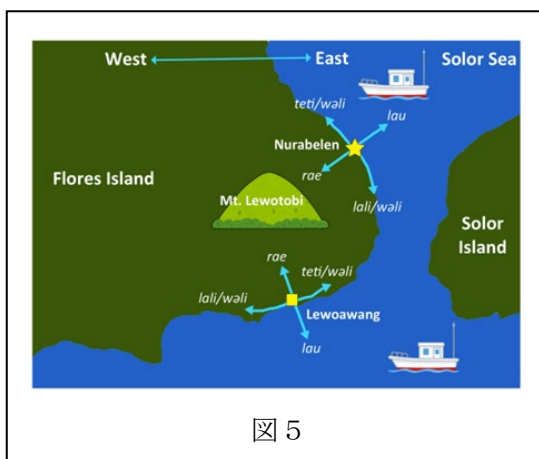 West East Solor Sea
teti/wəli
lau
Nurabelen
Flores Island
rae
Mt. Lewotobi
lali/wəli
Solor
Island
rae
teti/wəli
lali/wəli
Lewoawang
lau
図５